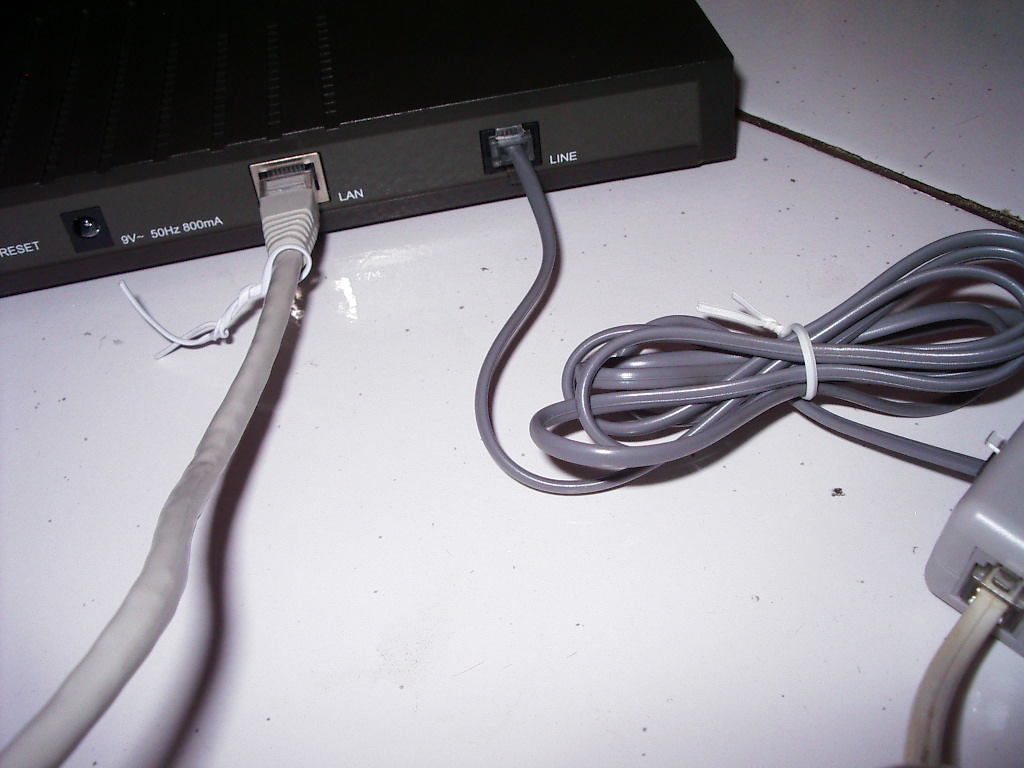 RESET
9V~ 50Hz 800mA
LAN
LINE